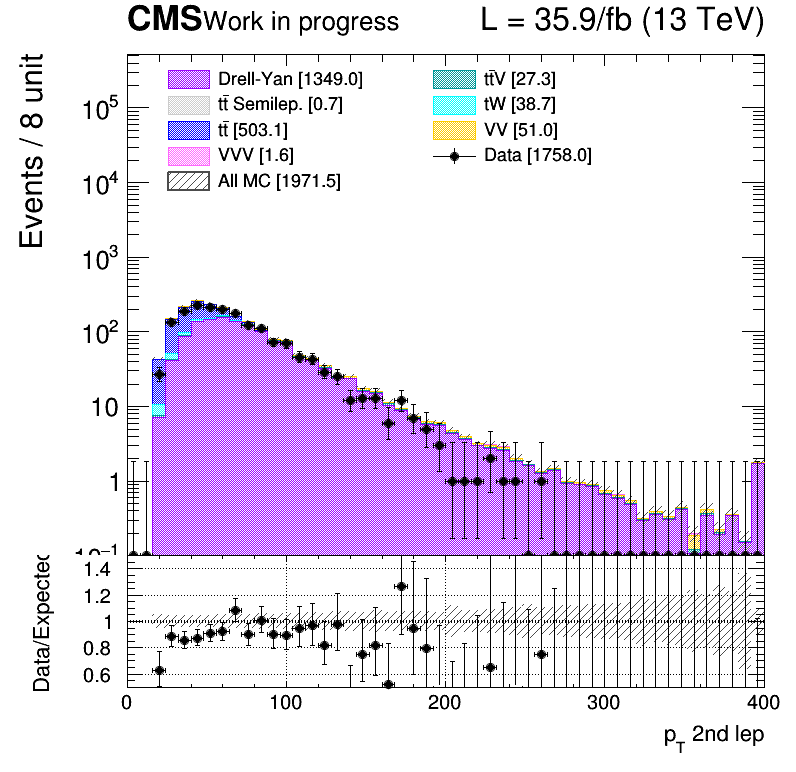 CMS Work in progress L = 35.9/fb (13 TeV)
Events / 8 unit
Drell-Yan [1349.0] tt̄V [27.3]
tt̄ Semilep. [0.7] tW [38.7]
tt̄ [503.1] VV [51.0]
VVV [1.6] Data [1758.0]
All MC [1971.5]
10⁵
10⁴
10³
10²
10
1
10⁻¹
Data/Expected
1.4
1.2
1
0.8
0.6
0 100 200 300 400
p_T 2nd lep